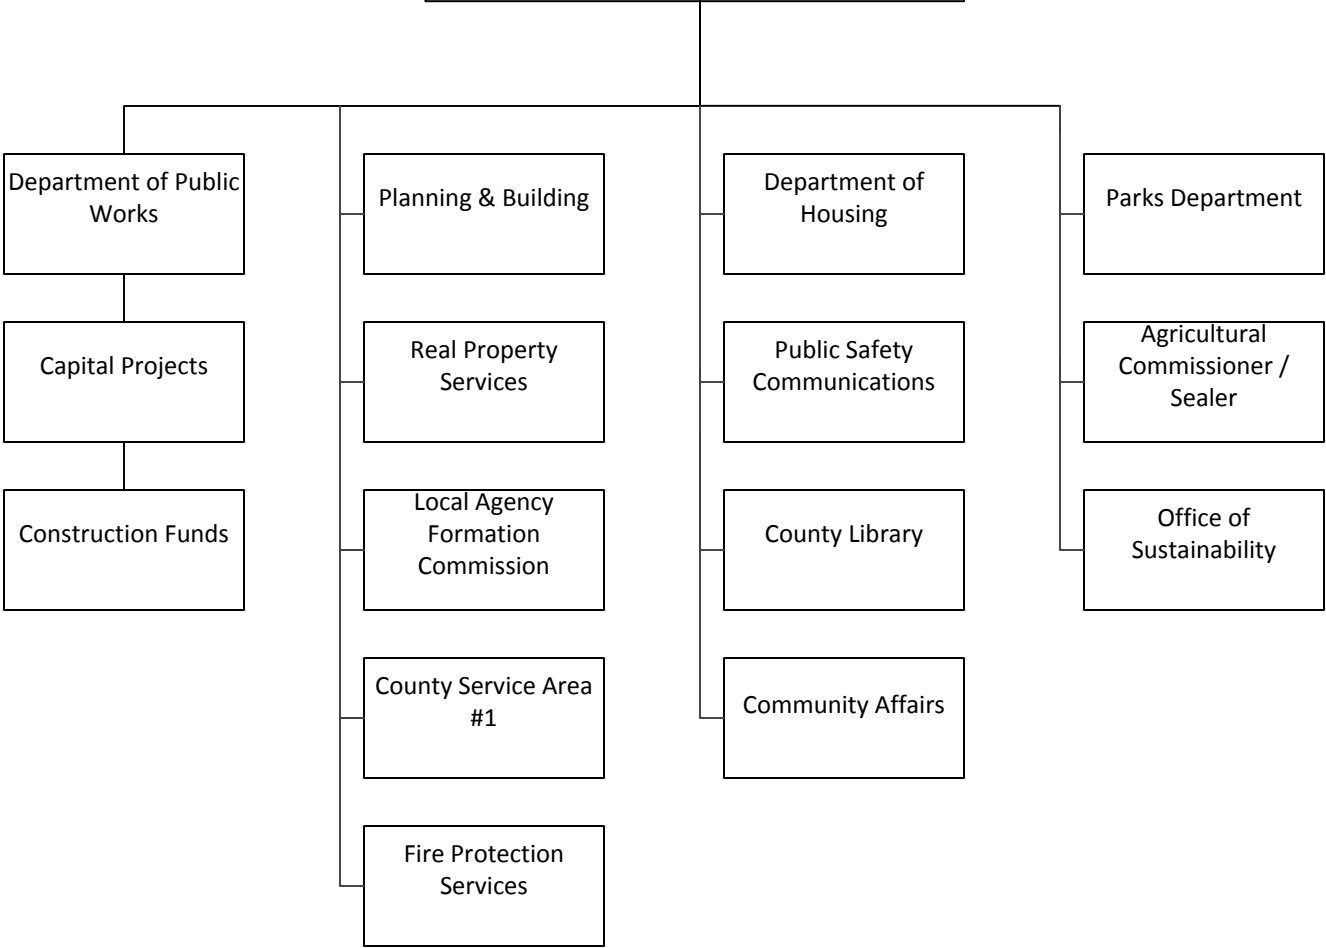 Department of Public
Works
Planning & Building
Department of
Housing
Parks Department
Capital Projects
Real Property
Services
Public Safety
Communications
Agricultural
Commissioner /
Sealer
Construction Funds
Local Agency
Formation
Commission
County Library
Office of
Sustainability
County Service Area
#1
Community Affairs
Fire Protection
Services